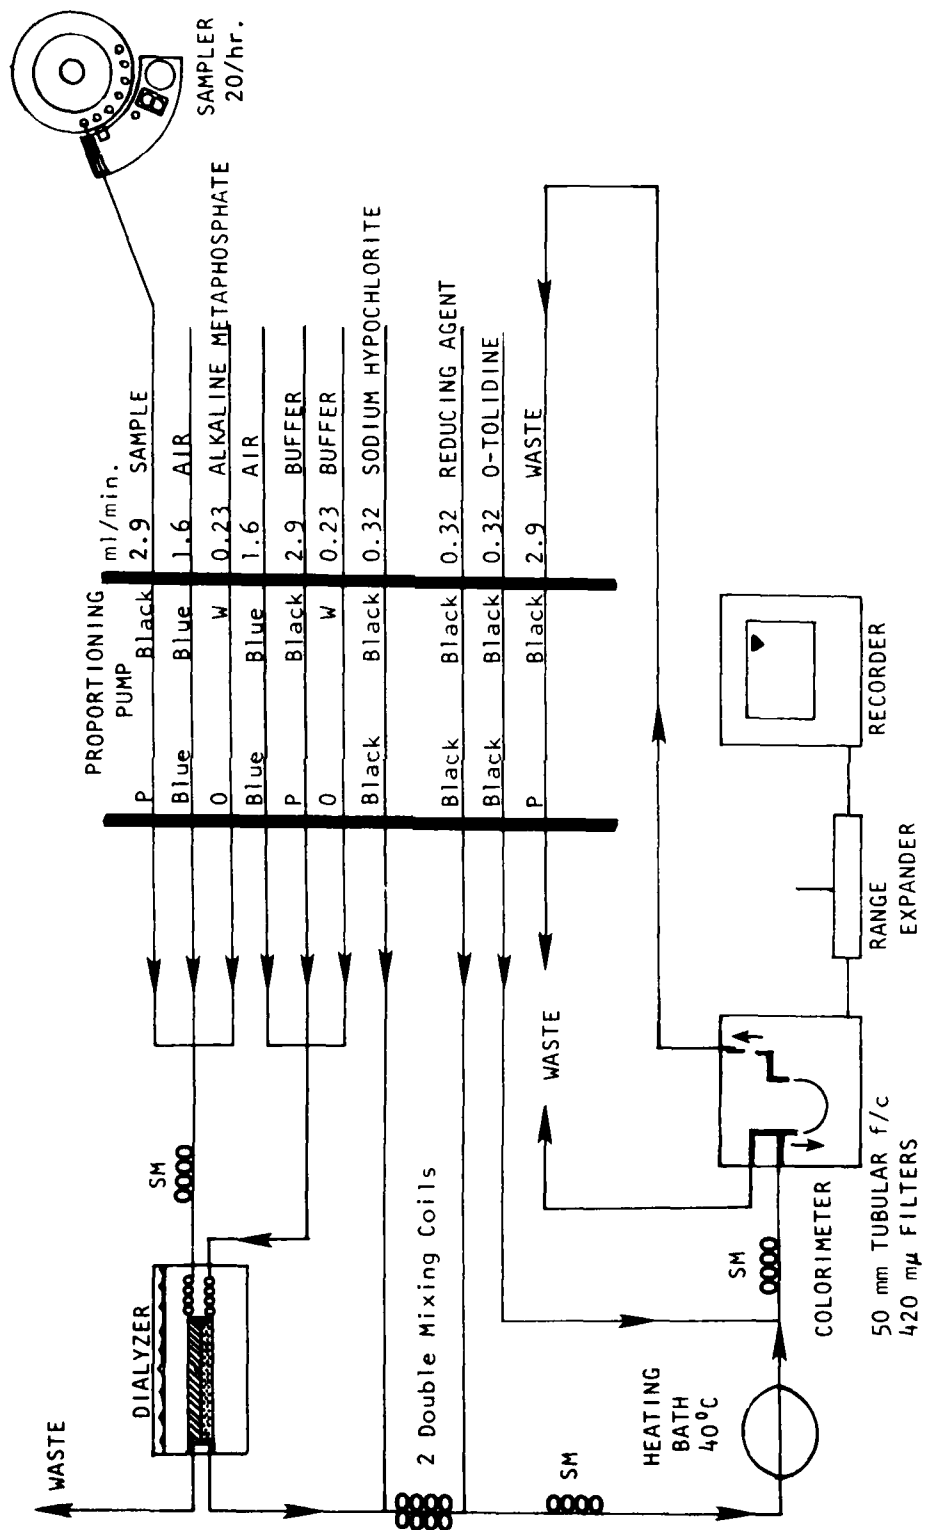 SAMPLER
20/hr.
PROPORTIONING
PUMP
ml/min.
P Black 2.9 SAMPLE
Blue Blue 1.6 AIR
O W 0.23 ALKALINE METAPHOSPHATE
Blue Blue 1.6 AIR
P Black 2.9 BUFFER
O W 0.23 BUFFER
Black Black 0.32 SODIUM HYPOCHLORITE
Black Black 0.32 REDUCING AGENT
Black Black 0.32 O-TOLIDINE
P Black 2.9 WASTE
WASTE
DIALYZER
SM
2 Double Mixing Coils
WASTE
SM
HEATING
BATH
40°C
SM
COLORIMETER
50 mm TUBULAR f/c
420 mμ FILTERS
RANGE
EXPANDER
RECORDER